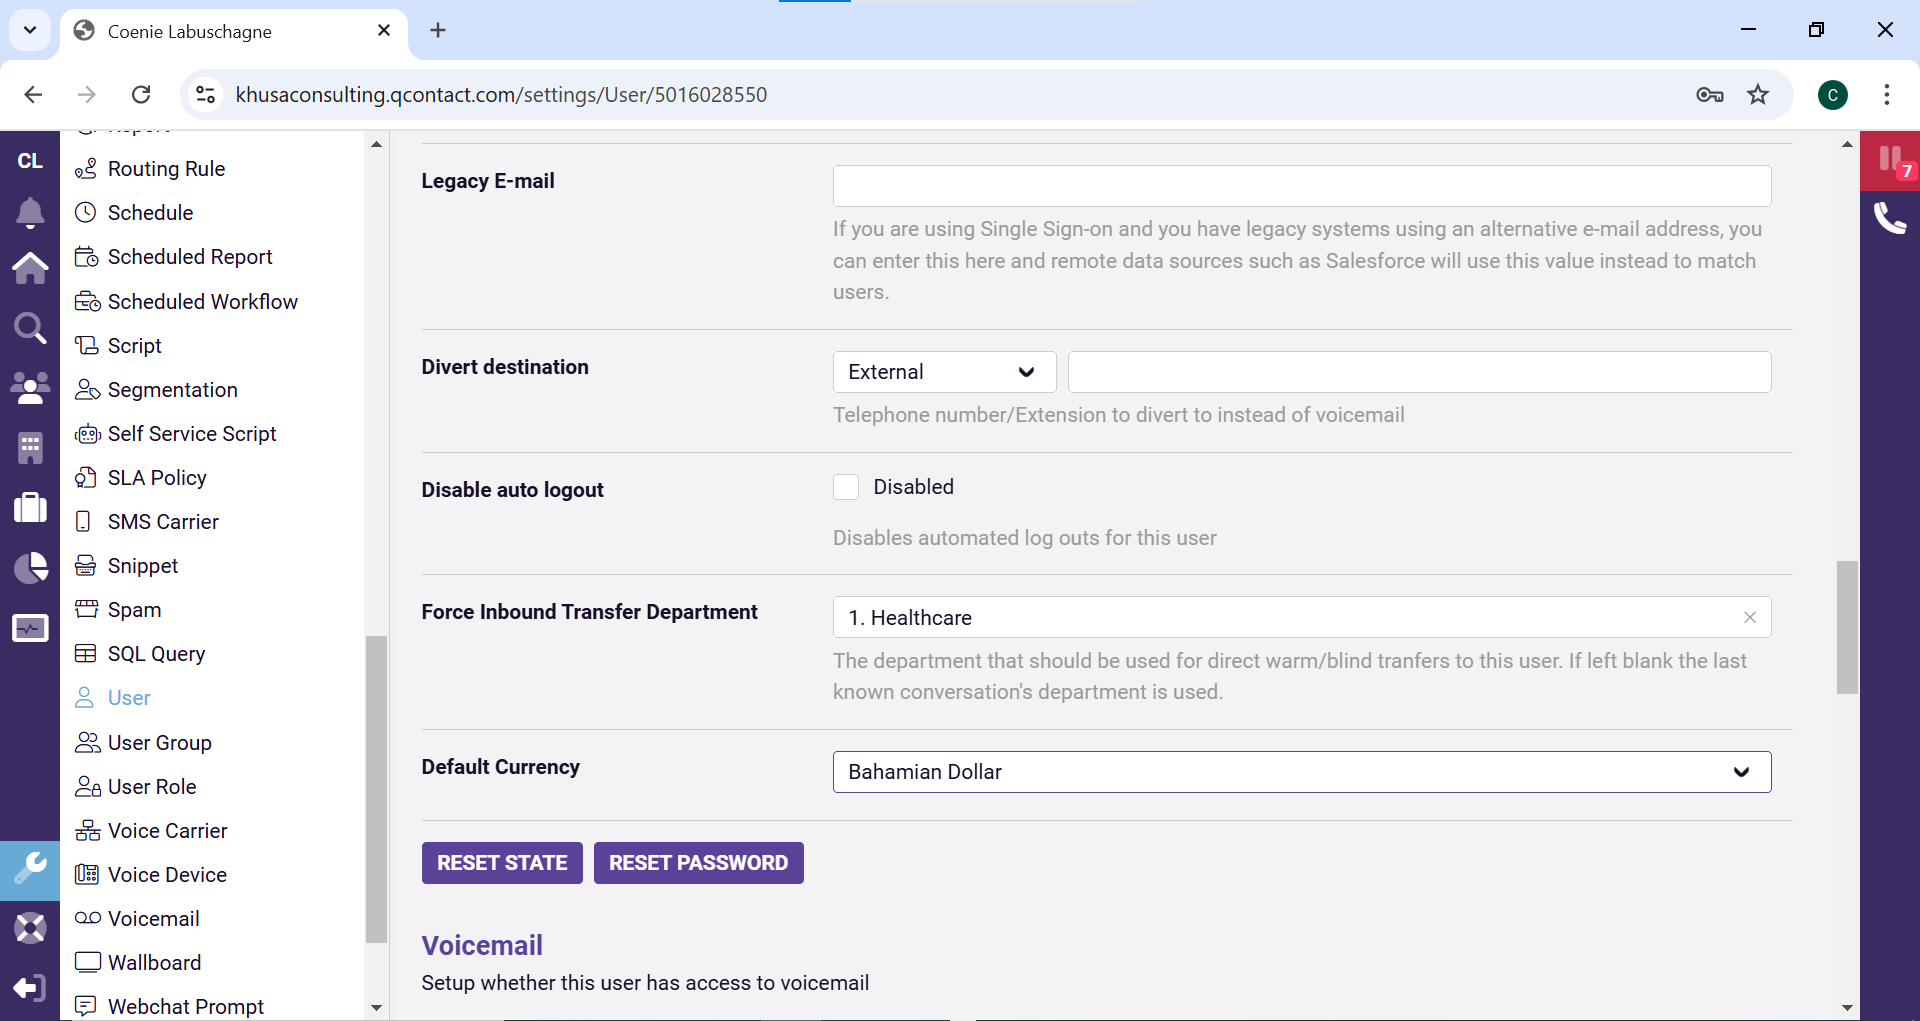 Coenie Labuschagne
khusaconsulting.qcontact.com/settings/User/5016028550
C
CL
7
Report
Routing Rule
Schedule
Scheduled Report
Scheduled Workflow
Script
Segmentation
Self Service Script
SLA Policy
SMS Carrier
Snippet
Spam
SQL Query
User
User Group
User Role
Voice Carrier
Voice Device
Voicemail
Wallboard
Webchat Prompt
Legacy E-mail
If you are using Single Sign-on and you have legacy systems using an alternative e-mail address, you
can enter this here and remote data sources such as Salesforce will use this value instead to match
users.
Divert destination
External
Telephone number/Extension to divert to instead of voicemail
Disable auto logout
Disabled
Disables automated log outs for this user
Force Inbound Transfer Department
1. Healthcare
The department that should be used for direct warm/blind tranfers to this user. If left blank the last
known conversation's department is used.
Default Currency
Bahamian Dollar
RESET STATE
RESET PASSWORD
Voicemail
Setup whether this user has access to voicemail